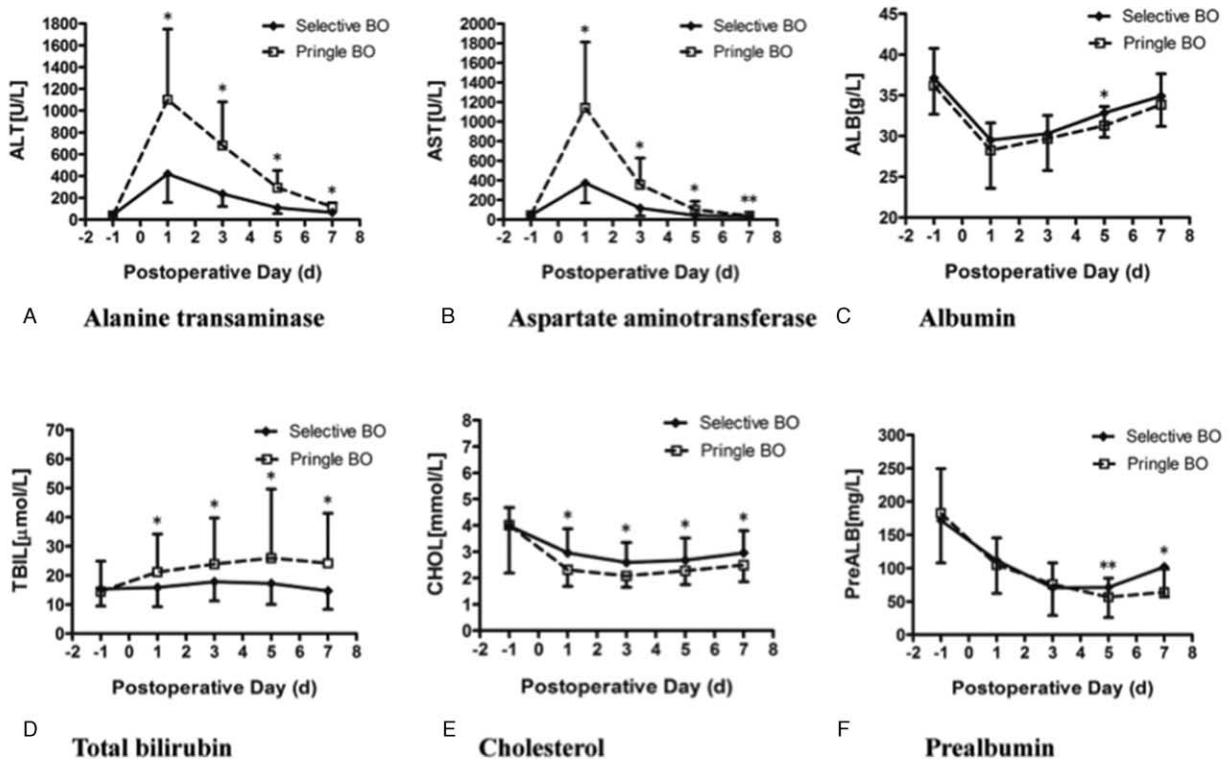 ALT[U/L]
1800
1600
1400
1200
1000
800
600
400
200
0
-2 -1 0 1 2 3 4 5 6 7 8
* * * *
Selective BO
Pringle BO
Postoperative Day (d)
A Alanine transaminase
AST[U/L]
2000
1800
1600
1400
1200
1000
800
600
400
200
0
-2 -1 0 1 2 3 4 5 6 7 8
* * * **
Selective BO
Pringle BO
Postoperative Day (d)
B Aspartate aminotransferase
ALB[g/L]
45
40
35
30
25
20
-2 -1 0 1 2 3 4 5 6 7 8
*
Selective BO
Pringle BO
Postoperative Day (d)
C Albumin
TBIL[μmol/L]
70
60
50
40
30
20
10
0
-2 -1 0 1 2 3 4 5 6 7 8
* * * *
Selective BO
Pringle BO
Postoperative Day (d)
D Total bilirubin
CHOL[mmol/L]
8
7
6
5
4
3
2
1
0
-2 -1 0 1 2 3 4 5 6 7 8
* * * *
Selective BO
Pringle BO
Postoperative Day (d)
E Cholesterol
PreALB[mg/L]
300
250
200
150
100
50
0
-2 -1 0 1 2 3 4 5 6 7 8
** *
Selective BO
Pringle BO
Postoperative Day (d)
F Prealbumin